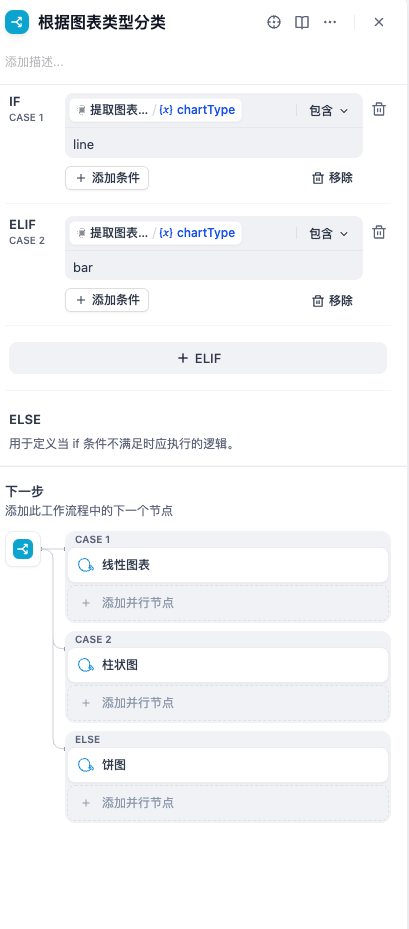 根据图表类型分类
添加描述...
IF
CASE 1
提取图表... / {x} chartType 包含
line
+ 添加条件 移除
ELIF
CASE 2
提取图表... / {x} chartType 包含
bar
+ 添加条件 移除
+ ELIF
ELSE
用于定义当 if 条件不满足时应执行的逻辑。
下一步
添加此工作流程中的下一个节点
CASE 1
线性图表
+ 添加并行节点
CASE 2
柱状图
+ 添加并行节点
ELSE
饼图
+ 添加并行节点